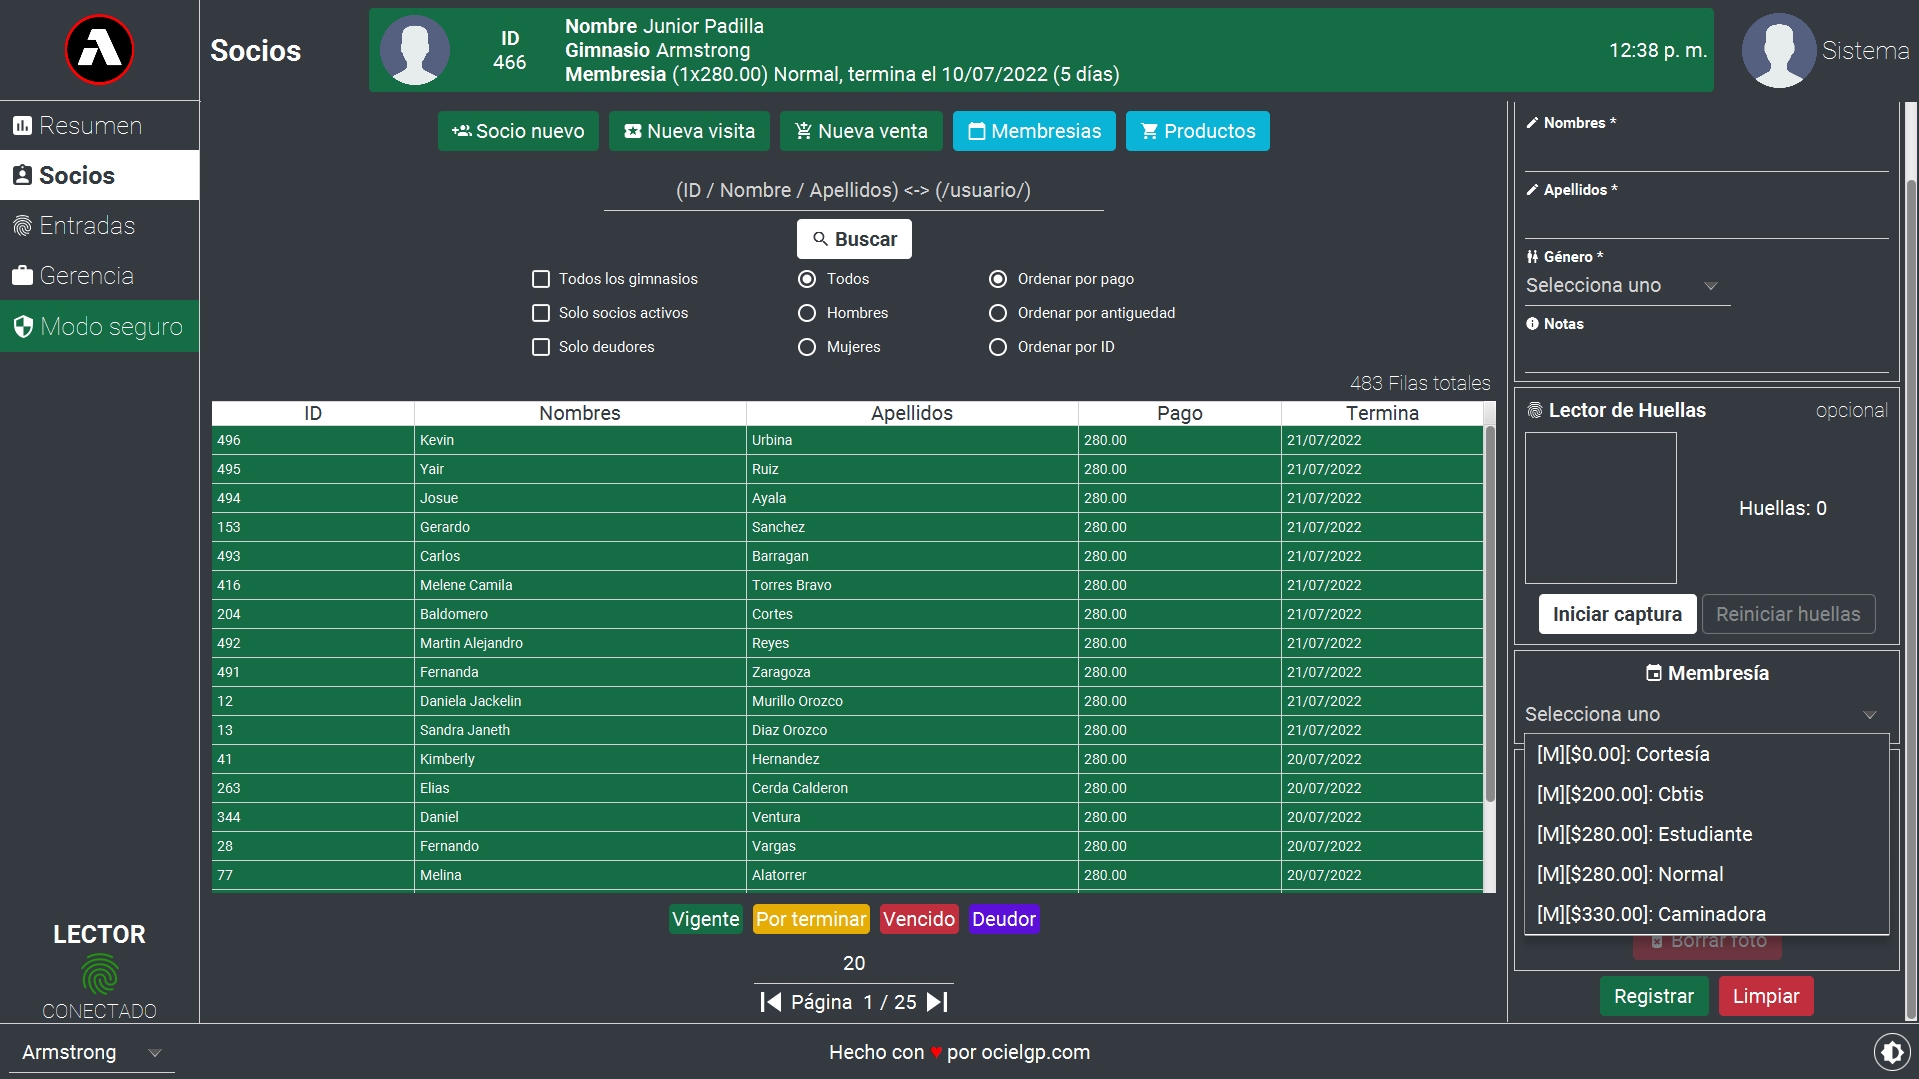 Socios
ID
466
Nombre Junior Padilla
Gimnasio Armstrong
Membresia (1x280.00) Normal, termina el 10/07/2022 (5 días)
12:38 p. m.
Sistema
Resumen
Socios
Entradas
Gerencia
Modo seguro
LECTOR
CONECTADO
Socio nuevo
Nueva visita
Nueva venta
Membresias
Productos
(ID / Nombre / Apellidos) <-> (/usuario/)
Buscar
Todos los gimnasios
Todos
Ordenar por pago
Solo socios activos
Hombres
Ordenar por antiguedad
Solo deudores
Mujeres
Ordenar por ID
483 Filas totales
ID Nombres Apellidos Pago Termina
496 Kevin Urbina 280.00 21/07/2022
495 Yair Ruiz 280.00 21/07/2022
494 Josue Ayala 280.00 21/07/2022
153 Gerardo Sanchez 280.00 21/07/2022
493 Carlos Barragan 280.00 21/07/2022
416 Melene Camila Torres Bravo 280.00 21/07/2022
204 Baldomero Cortes 280.00 21/07/2022
492 Martin Alejandro Reyes 280.00 21/07/2022
491 Fernanda Zaragoza 280.00 21/07/2022
12 Daniela Jackelin Murillo Orozco 280.00 21/07/2022
13 Sandra Janeth Diaz Orozco 280.00 21/07/2022
41 Kimberly Hernandez 280.00 20/07/2022
263 Elias Cerda Calderon 280.00 20/07/2022
344 Daniel Ventura 280.00 20/07/2022
28 Fernando Vargas 280.00 20/07/2022
77 Melina Alatorrer 280.00 20/07/2022
Vigente
Por terminar
Vencido
Deudor
20
Página 1 / 25
Nombres *
Apellidos *
Género *
Selecciona uno
Notas
Lector de Huellas
opcional
Huellas: 0
Iniciar captura
Reiniciar huellas
Membresía
Selecciona uno
[M][$0.00]: Cortesía
[M][$200.00]: Cbtis
[M][$280.00]: Estudiante
[M][$280.00]: Normal
[M][$330.00]: Caminadora
Borrar foto
Registrar
Limpiar
Armstrong
Hecho con ♥ por ocielgp.com